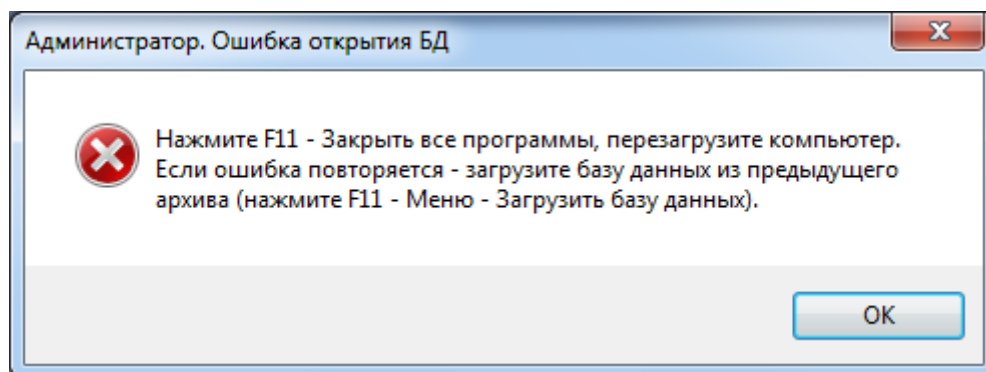 Администратор. Ошибка открытия БД
Нажмите F11 - Закрыть все программы, перезагрузите компьютер.
Если ошибка повторяется - загрузите базу данных из предыдущего
архива (нажмите F11 - Меню - Загрузить базу данных).
OK